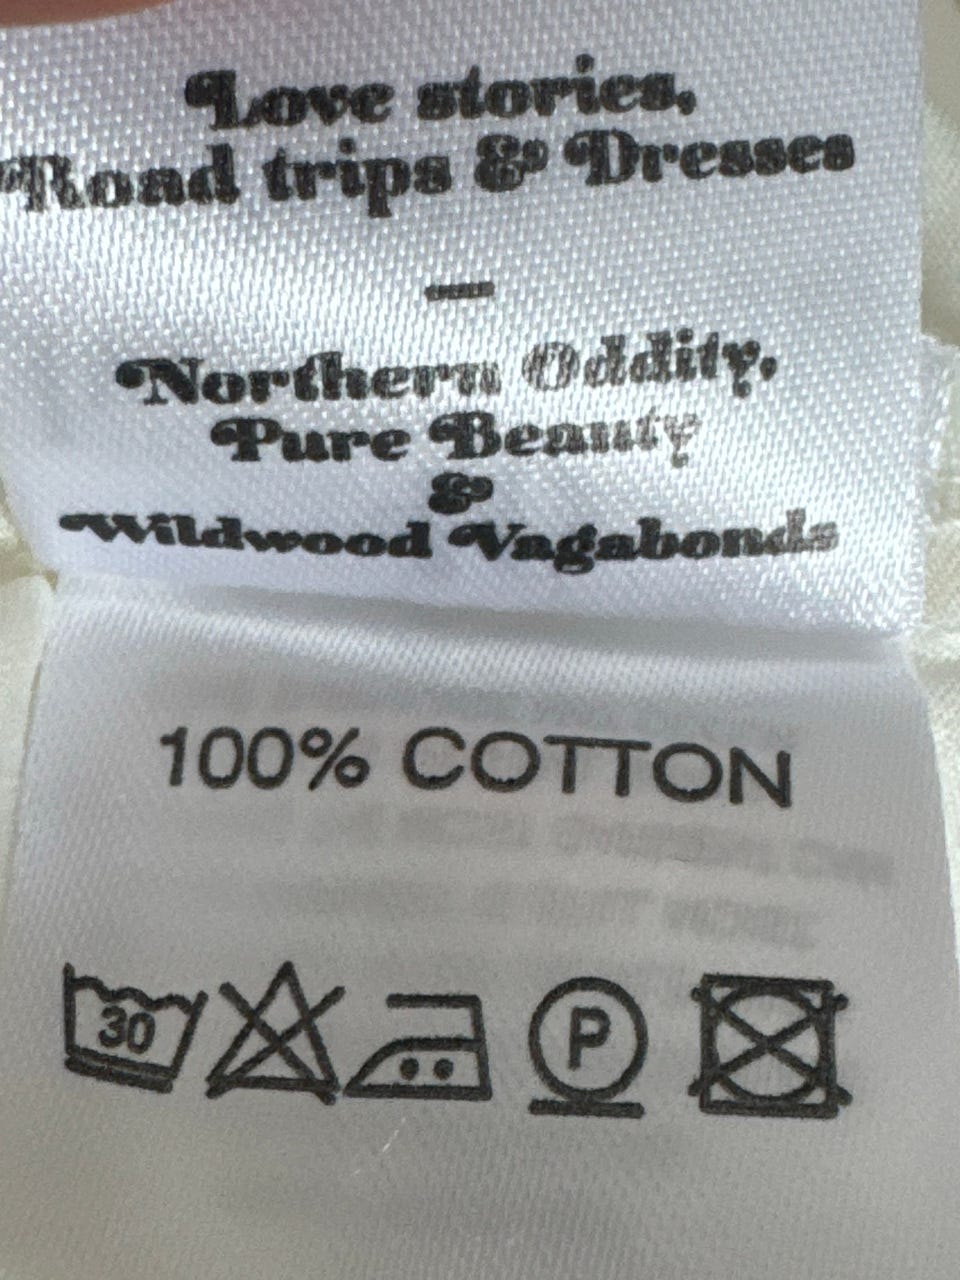 Love stories,
Road trips & Dresses
—
Northern Oddity,
Pure Beauty
&
Wildwood Vagabonds
100% COTTON
30
P